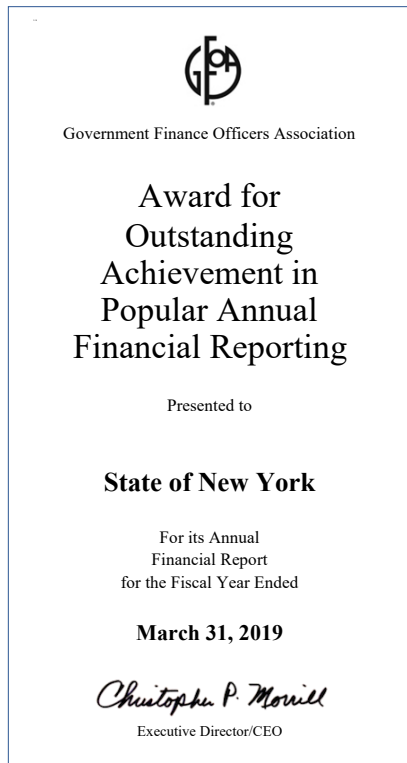 GFOA
Government Finance Officers Association
Award for
Outstanding
Achievement in
Popular Annual
Financial Reporting
Presented to
State of New York
For its Annual
Financial Report
for the Fiscal Year Ended
March 31, 2019
Christopher P. Morrill
Executive Director/CEO